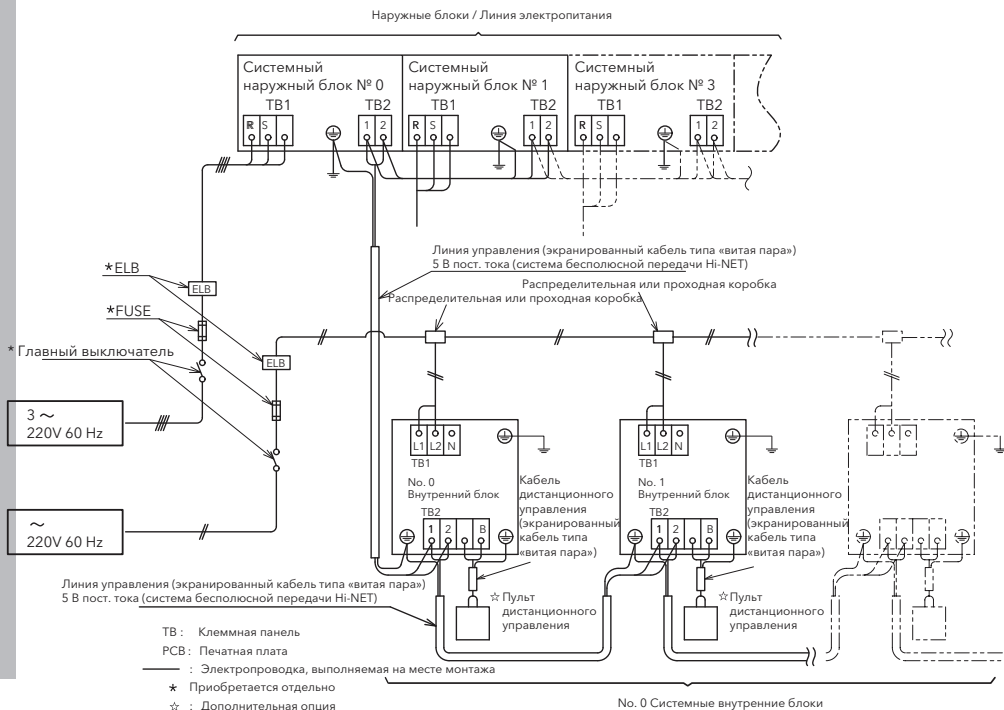 Наружные блоки / Линия электропитания
Системный
наружный блок № 0
TB1
TB2
R S
1 2
Системный
наружный блок № 1
TB1
TB2
R S
1 2
Системный
наружный блок № 3
TB1
TB2
R S
1 2
Линия управления (экранированный кабель типа «витая пара»)
5 В пост. тока (система бесполюсной передачи Hi-NET)
Распределительная или проходная коробка
Распределительная или проходная коробка
*ELB
ELB
*FUSE
* Главный выключатель
ELB
3 ~
220V 60 Hz
~
220V 60 Hz
L1 L2 N
TB1
No. 0
Внутренний блок
TB2
1 2 B
Кабель
дистанционного
управления
(экранированный
кабель типа
«витая пара»)
☆Пульт
дистанционного
управления
L1 L2 N
TB1
No. 1
Внутренний блок
TB2
1 2 B
Кабель
дистанционного
управления
(экранированный
кабель типа
«витая пара»)
☆Пульт
дистанционного
управления
Линия управления (экранированный кабель типа «витая пара»)
5 В пост. тока (система бесполюсной передачи Hi-NET)
TB : Клеммная панель
PCB : Печатная плата
: Электропроводка, выполняемая на месте монтажа
* Приобретается отдельно
☆ : Дополнительная опция
No. 0 Системные внутренние блоки